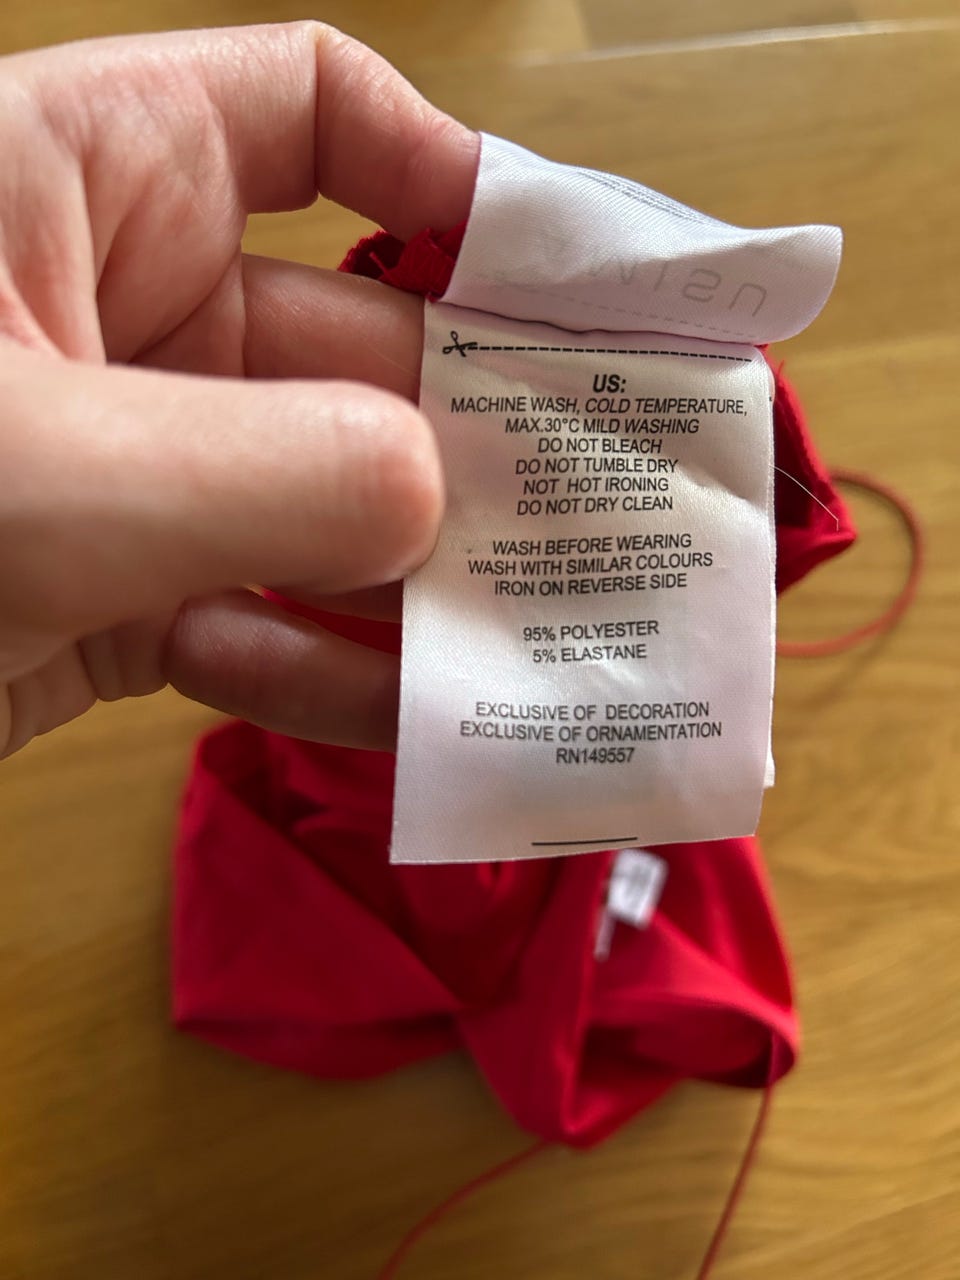 US:
MACHINE WASH, COLD TEMPERATURE,
MAX.30°C MILD WASHING
DO NOT BLEACH
DO NOT TUMBLE DRY
NOT HOT IRONING
DO NOT DRY CLEAN
WASH BEFORE WEARING
WASH WITH SIMILAR COLOURS
IRON ON REVERSE SIDE
95% POLYESTER
5% ELASTANE
EXCLUSIVE OF DECORATION
EXCLUSIVE OF ORNAMENTATION
RN149557